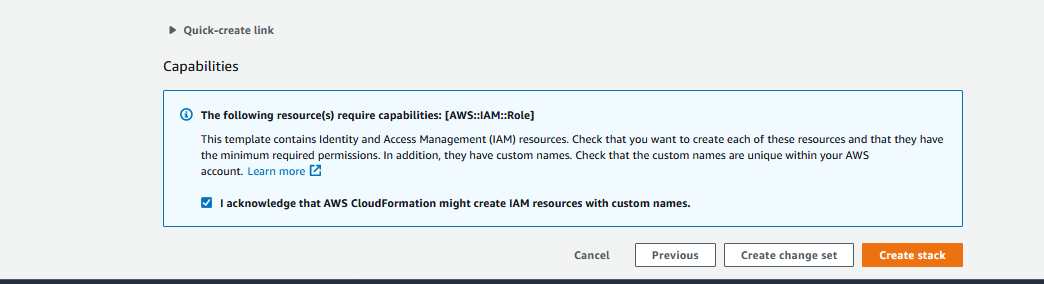 Quick-create link
Capabilities
The following resource(s) require capabilities: [AWS::IAM::Role]
This template contains Identity and Access Management (IAM) resources. Check that you want to create each of these resources and that they have
the minimum required permissions. In addition, they have custom names. Check that the custom names are unique within your AWS
account. Learn more
I acknowledge that AWS CloudFormation might create IAM resources with custom names.
Cancel Previous Create change set Create stack